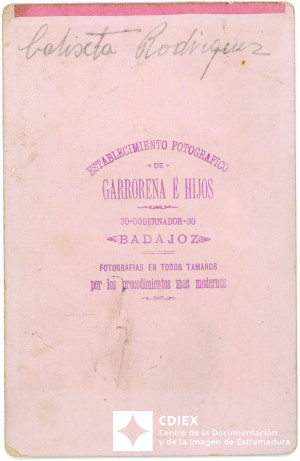 Calixta Rodriguez
ESTABLECIMIENTO FOTOGRAFICO
DE
GARRORENA É HIJOS
30-GOBERNADOR-30
BADAJOZ
FOTOGRAFIAS EN TODOS TAMAÑOS
por los procedimientos mas modernos
CDIEX
Centro de la Documentación
y de la Imagen de Extremadura